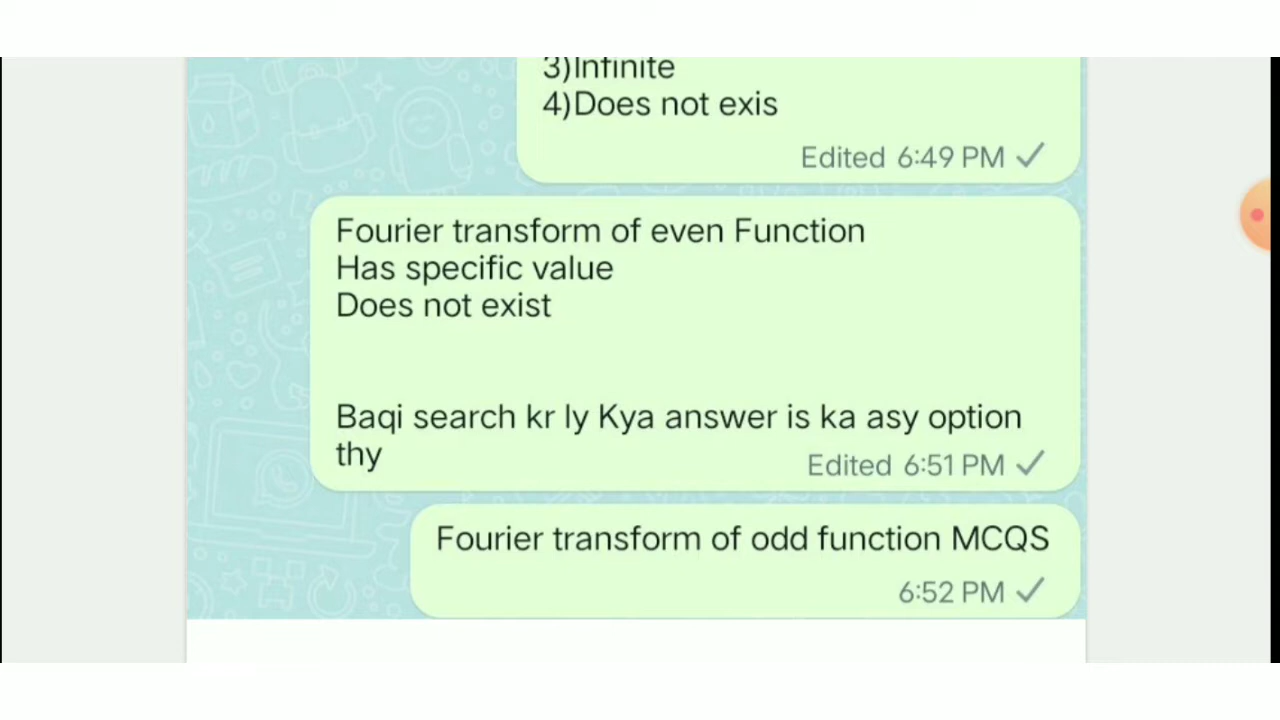 3)Infinite
4)Does not exis
Edited 6:49 PM
Fourier transform of even Function
Has specific value
Does not exist
Baqi search kr ly Kya answer is ka asy option
thy
Edited 6:51 PM
Fourier transform of odd function MCQS
6:52 PM